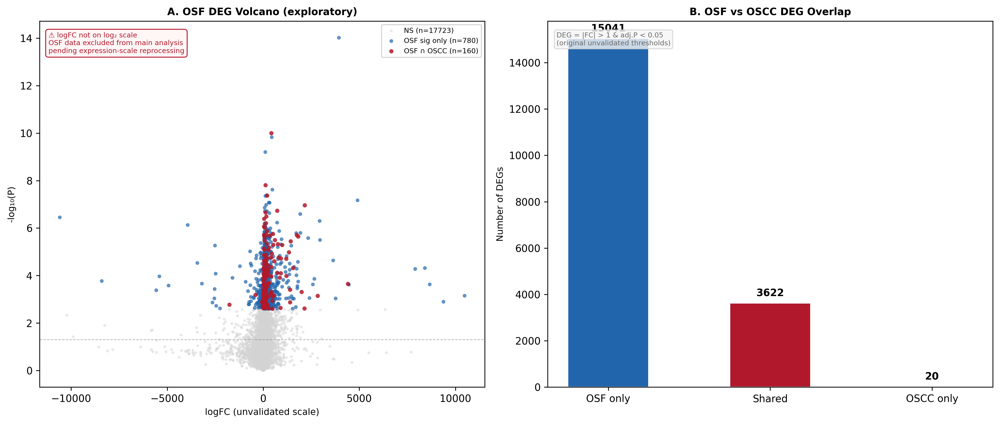 A. OSF DEG Volcano (exploratory)
⚠ logFC not on log₂ scale
OSF data excluded from main analysis
pending expression-scale reprocessing
NS (n=17723)
OSF sig only (n=780)
OSF ∩ OSCC (n=160)
14
12
10
8
6
4
2
0
-log₁₀(P)
−10000
−5000
0
5000
10000
logFC (unvalidated scale)
B. OSF vs OSCC DEG Overlap
15041
DEG = |FC| > 1 & adj.P < 0.05
(original unvalidated thresholds)
14000
12000
10000
8000
6000
4000
2000
0
Number of DEGs
3622
20
OSF only
Shared
OSCC only